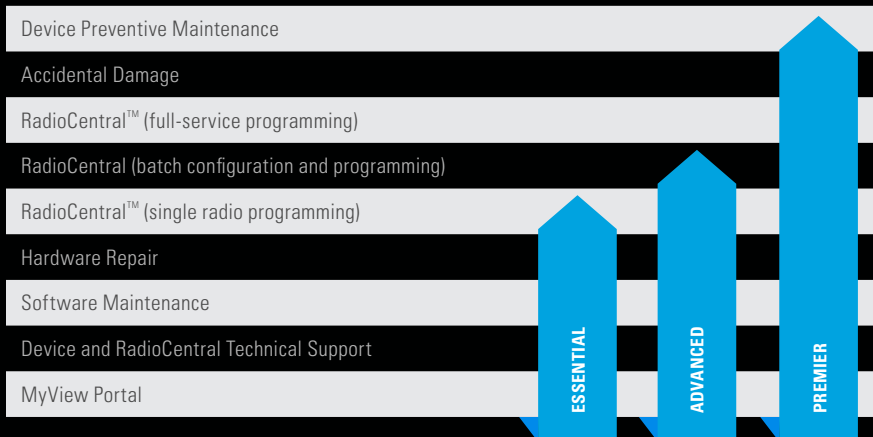 Device Preventive Maintenance
Accidental Damage
RadioCentral™ (full-service programming)
RadioCentral (batch configuration and programming)
RadioCentral™ (single radio programming)
Hardware Repair
Software Maintenance
Device and RadioCentral Technical Support
MyView Portal
ESSENTIAL
ADVANCED
PREMIER